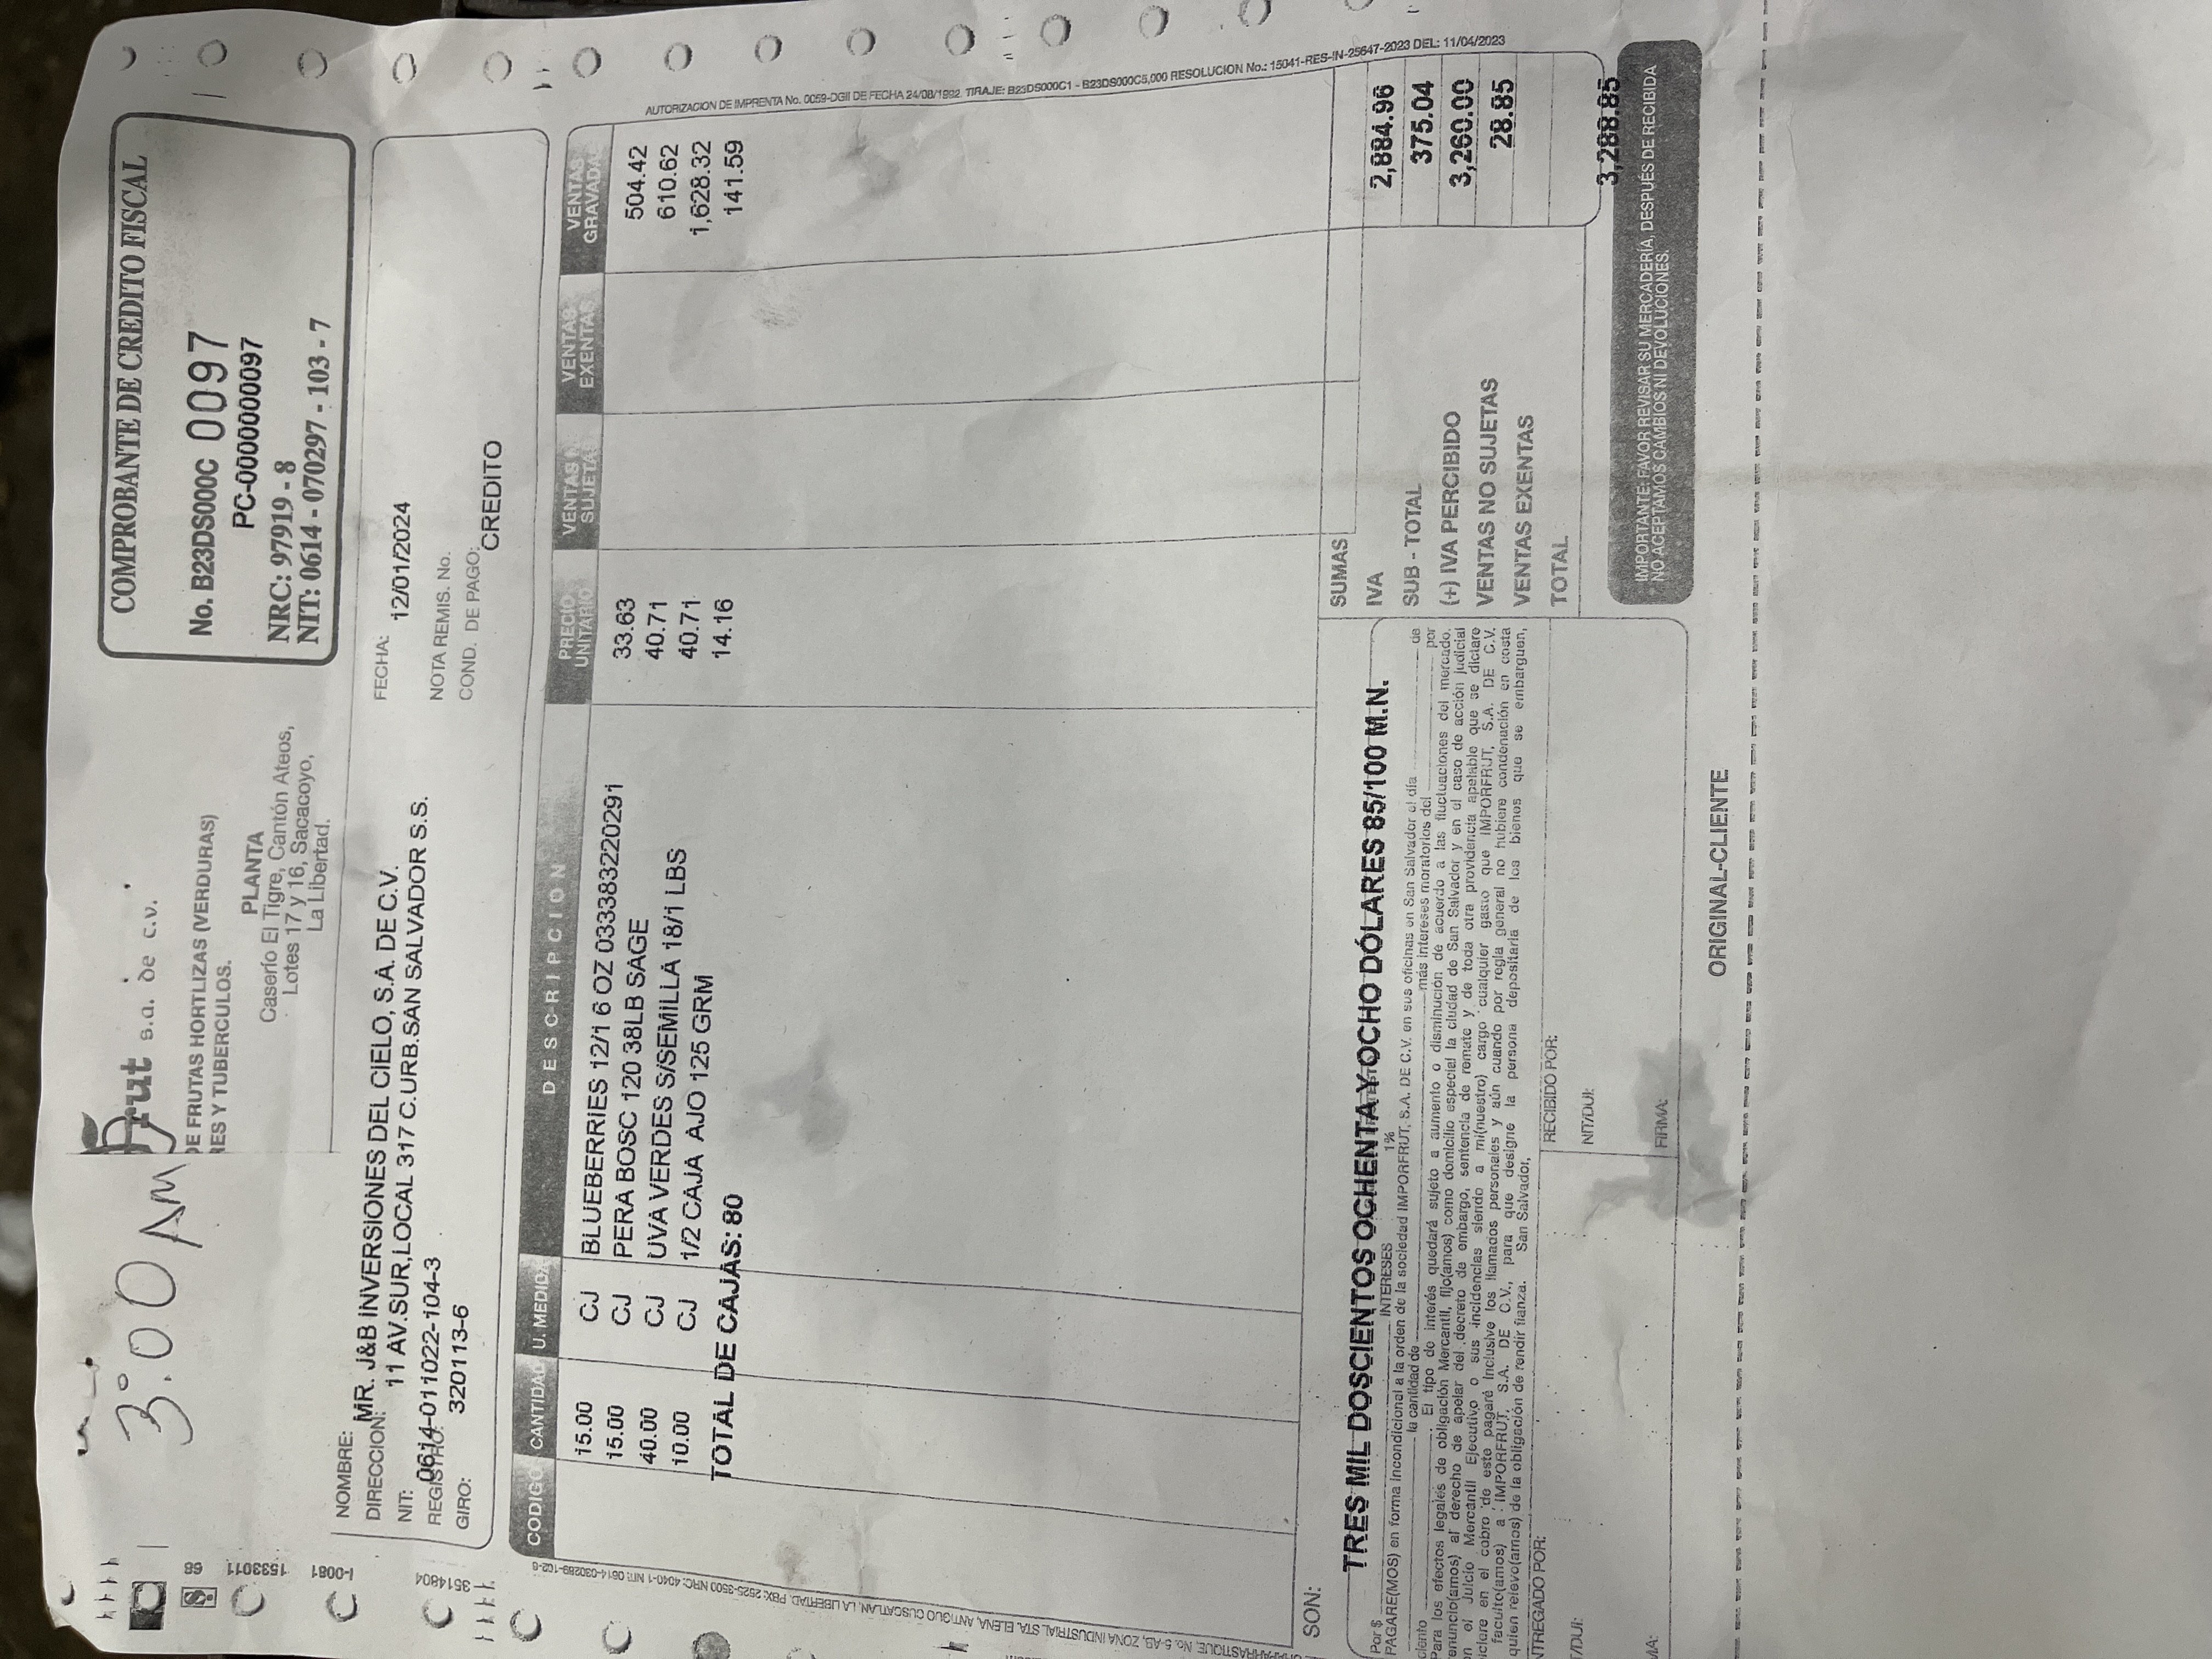 3:00 AM
Frut s.a. de c.v.
DE FRUTAS HORTLIZAS (VERDURAS)
RES Y TUBERCULOS.
PLANTA
Caserío El Tigre, Cantón Ateos,
Lotes 17 y 16, Sacacoyo,
La Libertad.
COMPROBANTE DE CREDITO FISCAL
No. B23DS000C 0097
PC-0000000097
NRC: 97919 - 8
NIT: 0614 - 070297 - 103 - 7
I-0081 1533011 68
3514804
NOMBRE: MR. J&B INVERSIONES DEL CIELO, S.A. DE C.V.
DIRECCION: 11 AV.SUR,LOCAL 317 C.URB.SAN SALVADOR S.S.
NIT: 0614-011022-104-3
REGISTRO: 320113-6
GIRO:
FECHA: 12/01/2024
NOTA REMIS. No.
COND. DE PAGO: CREDITO
CODIGO CANTIDAD U. MEDIDA DESCRIPCION PRECIO UNITARIO VENTAS N SUJETAS VENTAS EXENTAS VENTAS GRAVADAS
15.00 CJ BLUEBERRIES 12/1 6 OZ 033383220291 33.63 504.42
15.00 CJ PERA BOSC 120 38LB SAGE 40.71 610.62
40.00 CJ UVA VERDES S/SEMILLA 18/1 LBS 40.71 1,628.32
10.00 CJ 1/2 CAJA AJO 125 GRM 14.16 141.59
TOTAL DE CAJAS: 80
SON:
TRES MIL DOSCIENTOS OCHENTA Y OCHO DÓLARES 85/100 M.N.
Por $ INTERESES 1%
PAGARE(MOS) en forma incondicional a la orden de la sociedad IMPORFRUT, S.A. DE C.V. en sus oficinas en San Salvador el día de
la cantidad de más intereses moratorios del por
ciento . El tipo de interés quedará sujeto a aumento o disminución de acuerdo a las fluctuaciones del mercado.
Para los efectos legales de obligación Mercantil, fijo(amos) como domicilio especial la ciudad de San Salvador y en el caso de acción judicial
renuncio(amos) al derecho de apelar del decreto de embargo, sentencia de remate y de toda otra providencia apelable que se dictare
en el Juicio Mercantil Ejecutivo o sus incidencias siendo a mi(nuestro) cargo cualquier gasto que IMPORFRUT, S.A. DE C.V.
hiciere en el cobro de este pagaré inclusive los llamados personales y aún cuando por regla general no hubiere condenación en costa
faculto(amos) a IMPORFRUT, S.A. DE C.V., para que designe la persona depositaria de los bienes que se embarguen,
quien relevo(amos) de la obligación de rendir fianza. San Salvador,
SUMAS 2,884.96
IVA 375.04
SUB - TOTAL 3,260.00
(+) IVA PERCIBIDO 28.85
VENTAS NO SUJETAS
VENTAS EXENTAS
TOTAL 3,288.85
NTREGADO POR:
T/DUI:
MA:
RECIBIDO POR:
NIT/DUI:
FIRMA:
IMPORTANTE: FAVOR REVISAR SU MERCADERÍA, DESPUÉS DE RECIBIDA
NO ACEPTAMOS CAMBIOS NI DEVOLUCIONES.
ORIGINAL-CLIENTE
No. 5-AB, ZONA INDUSTRIAL STA. ELENA, ANTIGUO CUSCATLAN, LA LIBERTAD. PBX: 2525-3500 NRC: 4040-1 NIT: 0614-030289-102-6
AUTORIZACION DE IMPRENTA No. 0059-DGII DE FECHA 24/08/1992 TIRAJE: B23DS000C1 - B23DS000C5,000 RESOLUCION No.: 15041-RES-IN-25647-2023 DEL: 11/04/2023